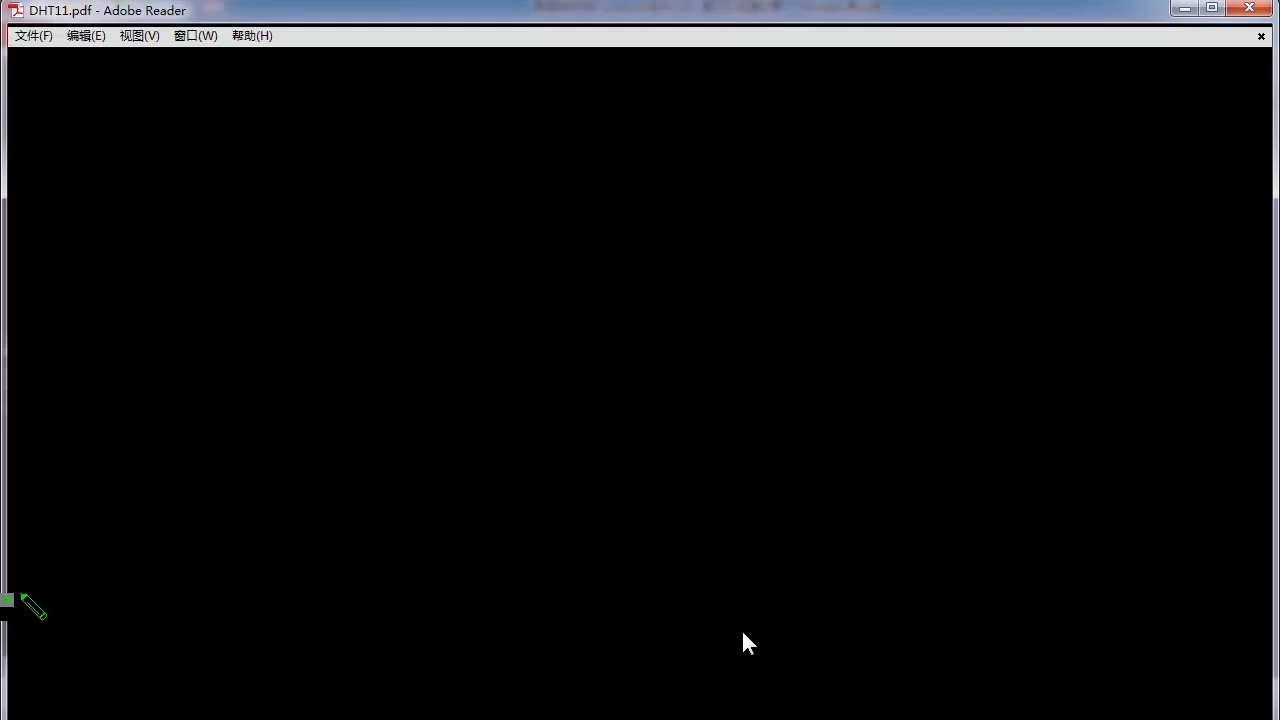 DHT11.pdf - Adobe Reader
文件(F) 编辑(E) 视图(V) 窗口(W) 帮助(H)